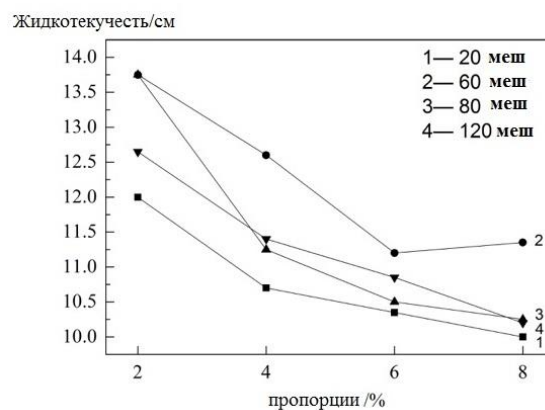 Жидкотекучесть/см
14.0
13.5
13.0
12.5
12.0
11.5
11.0
10.5
10.0
1— 20 меш
2— 60 меш
3— 80 меш
4— 120 меш
2
3
4
1
2 4 6 8
пропорции /%